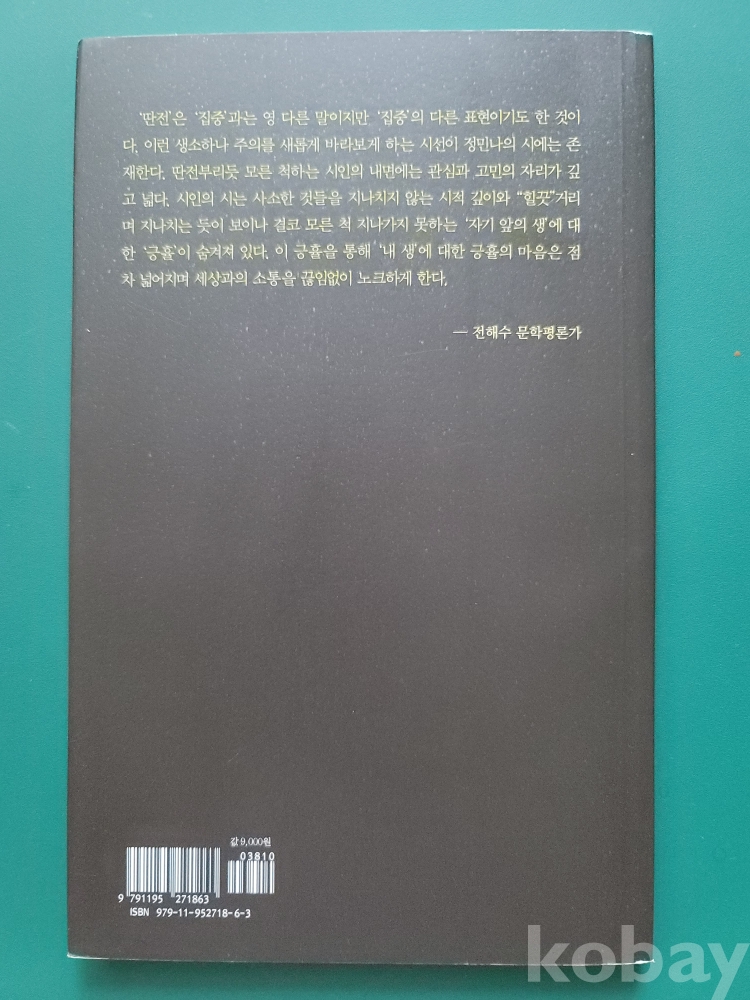 ‘딴전’은 ‘집중’과는 영 다른 말이지만 ‘집중’의 다른 표현이기도 한 것이
다. 이런 생소하나 주의를 새롭게 바라보게 하는 시선이 정민나의 시에는 존
재한다. 딴전부리듯 모른 척하는 시인의 내면에는 관심과 고민의 자리가 깊
고 넓다. 시인의 시는 사소한 것들을 지나치지 않는 시적 깊이와 “힐끗”거리
며 지나치는 듯이 보이나 결코 모른 척 지나가지 못하는 ‘자기 앞의 생’에 대
한 ‘긍휼’이 숨겨져 있다. 이 긍휼을 통해 ‘내 생’에 대한 긍휼의 마음은 점
차 넓어지며 세상과의 소통을 끊임없이 노크하게 한다.
— 전해수 문학평론가
값 9,000원
03810
9 791195 271863
ISBN 979-11-952718-6-3
kobay